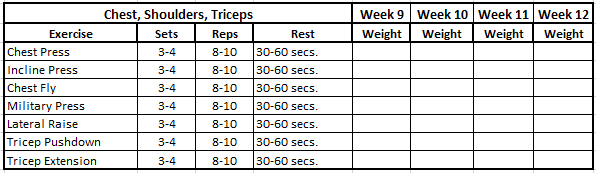 Chest, Shoulders, Triceps Week 9 Week 10 Week 11 Week 12
Exercise Sets Reps Rest Weight Weight Weight Weight
Chest Press 3-4 8-10 30-60 secs.
Incline Press 3-4 8-10 30-60 secs.
Chest Fly 3-4 8-10 30-60 secs.
Military Press 3-4 8-10 30-60 secs.
Lateral Raise 3-4 8-10 30-60 secs.
Tricep Pushdown 3-4 8-10 30-60 secs.
Tricep Extension 3-4 8-10 30-60 secs.